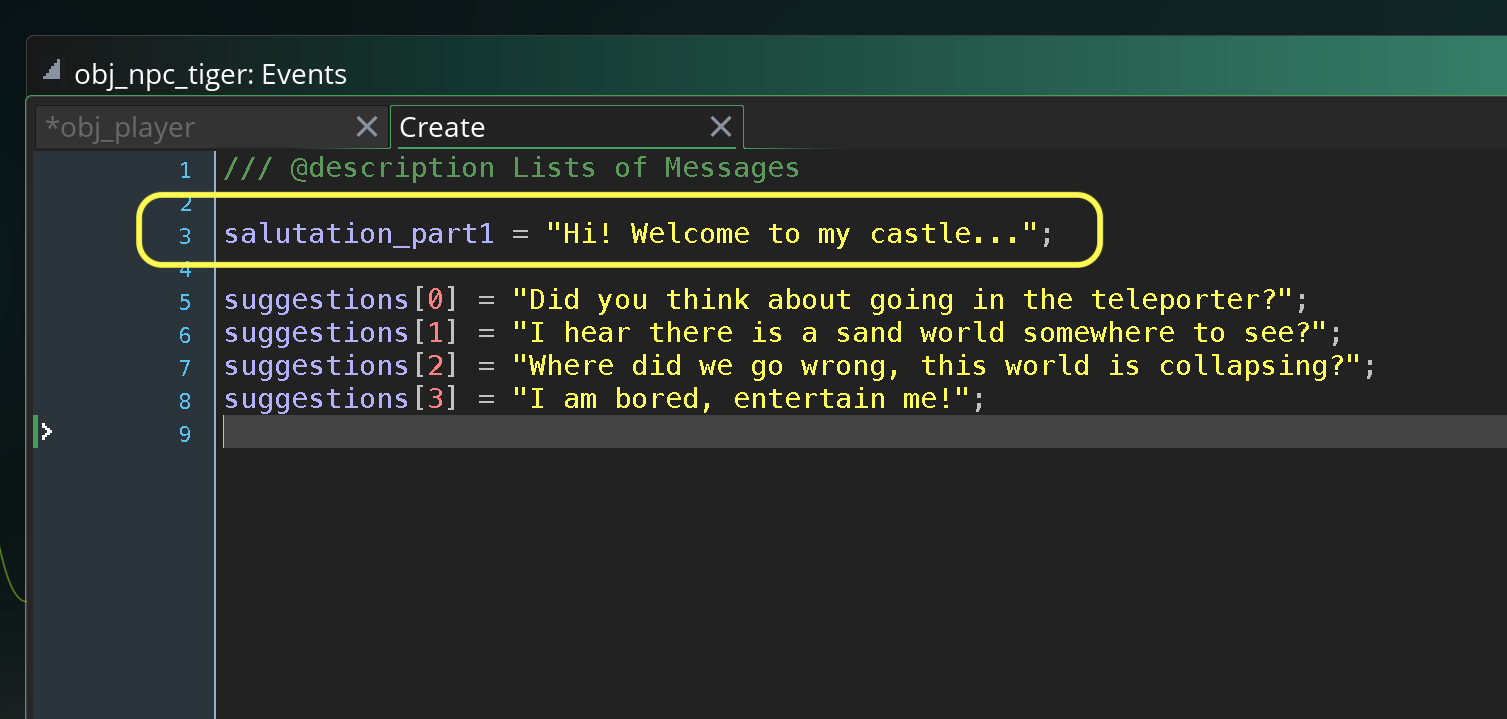 obj_npc_tiger: Events
*obj_player
Create
1 /// @description Lists of Messages
2
3 salutation_part1 = "Hi! Welcome to my castle...";
4
5 suggestions[0] = "Did you think about going in the teleporter?";
6 suggestions[1] = "I hear there is a sand world somewhere to see?";
7 suggestions[2] = "Where did we go wrong, this world is collapsing?";
8 suggestions[3] = "I am bored, entertain me!";
9